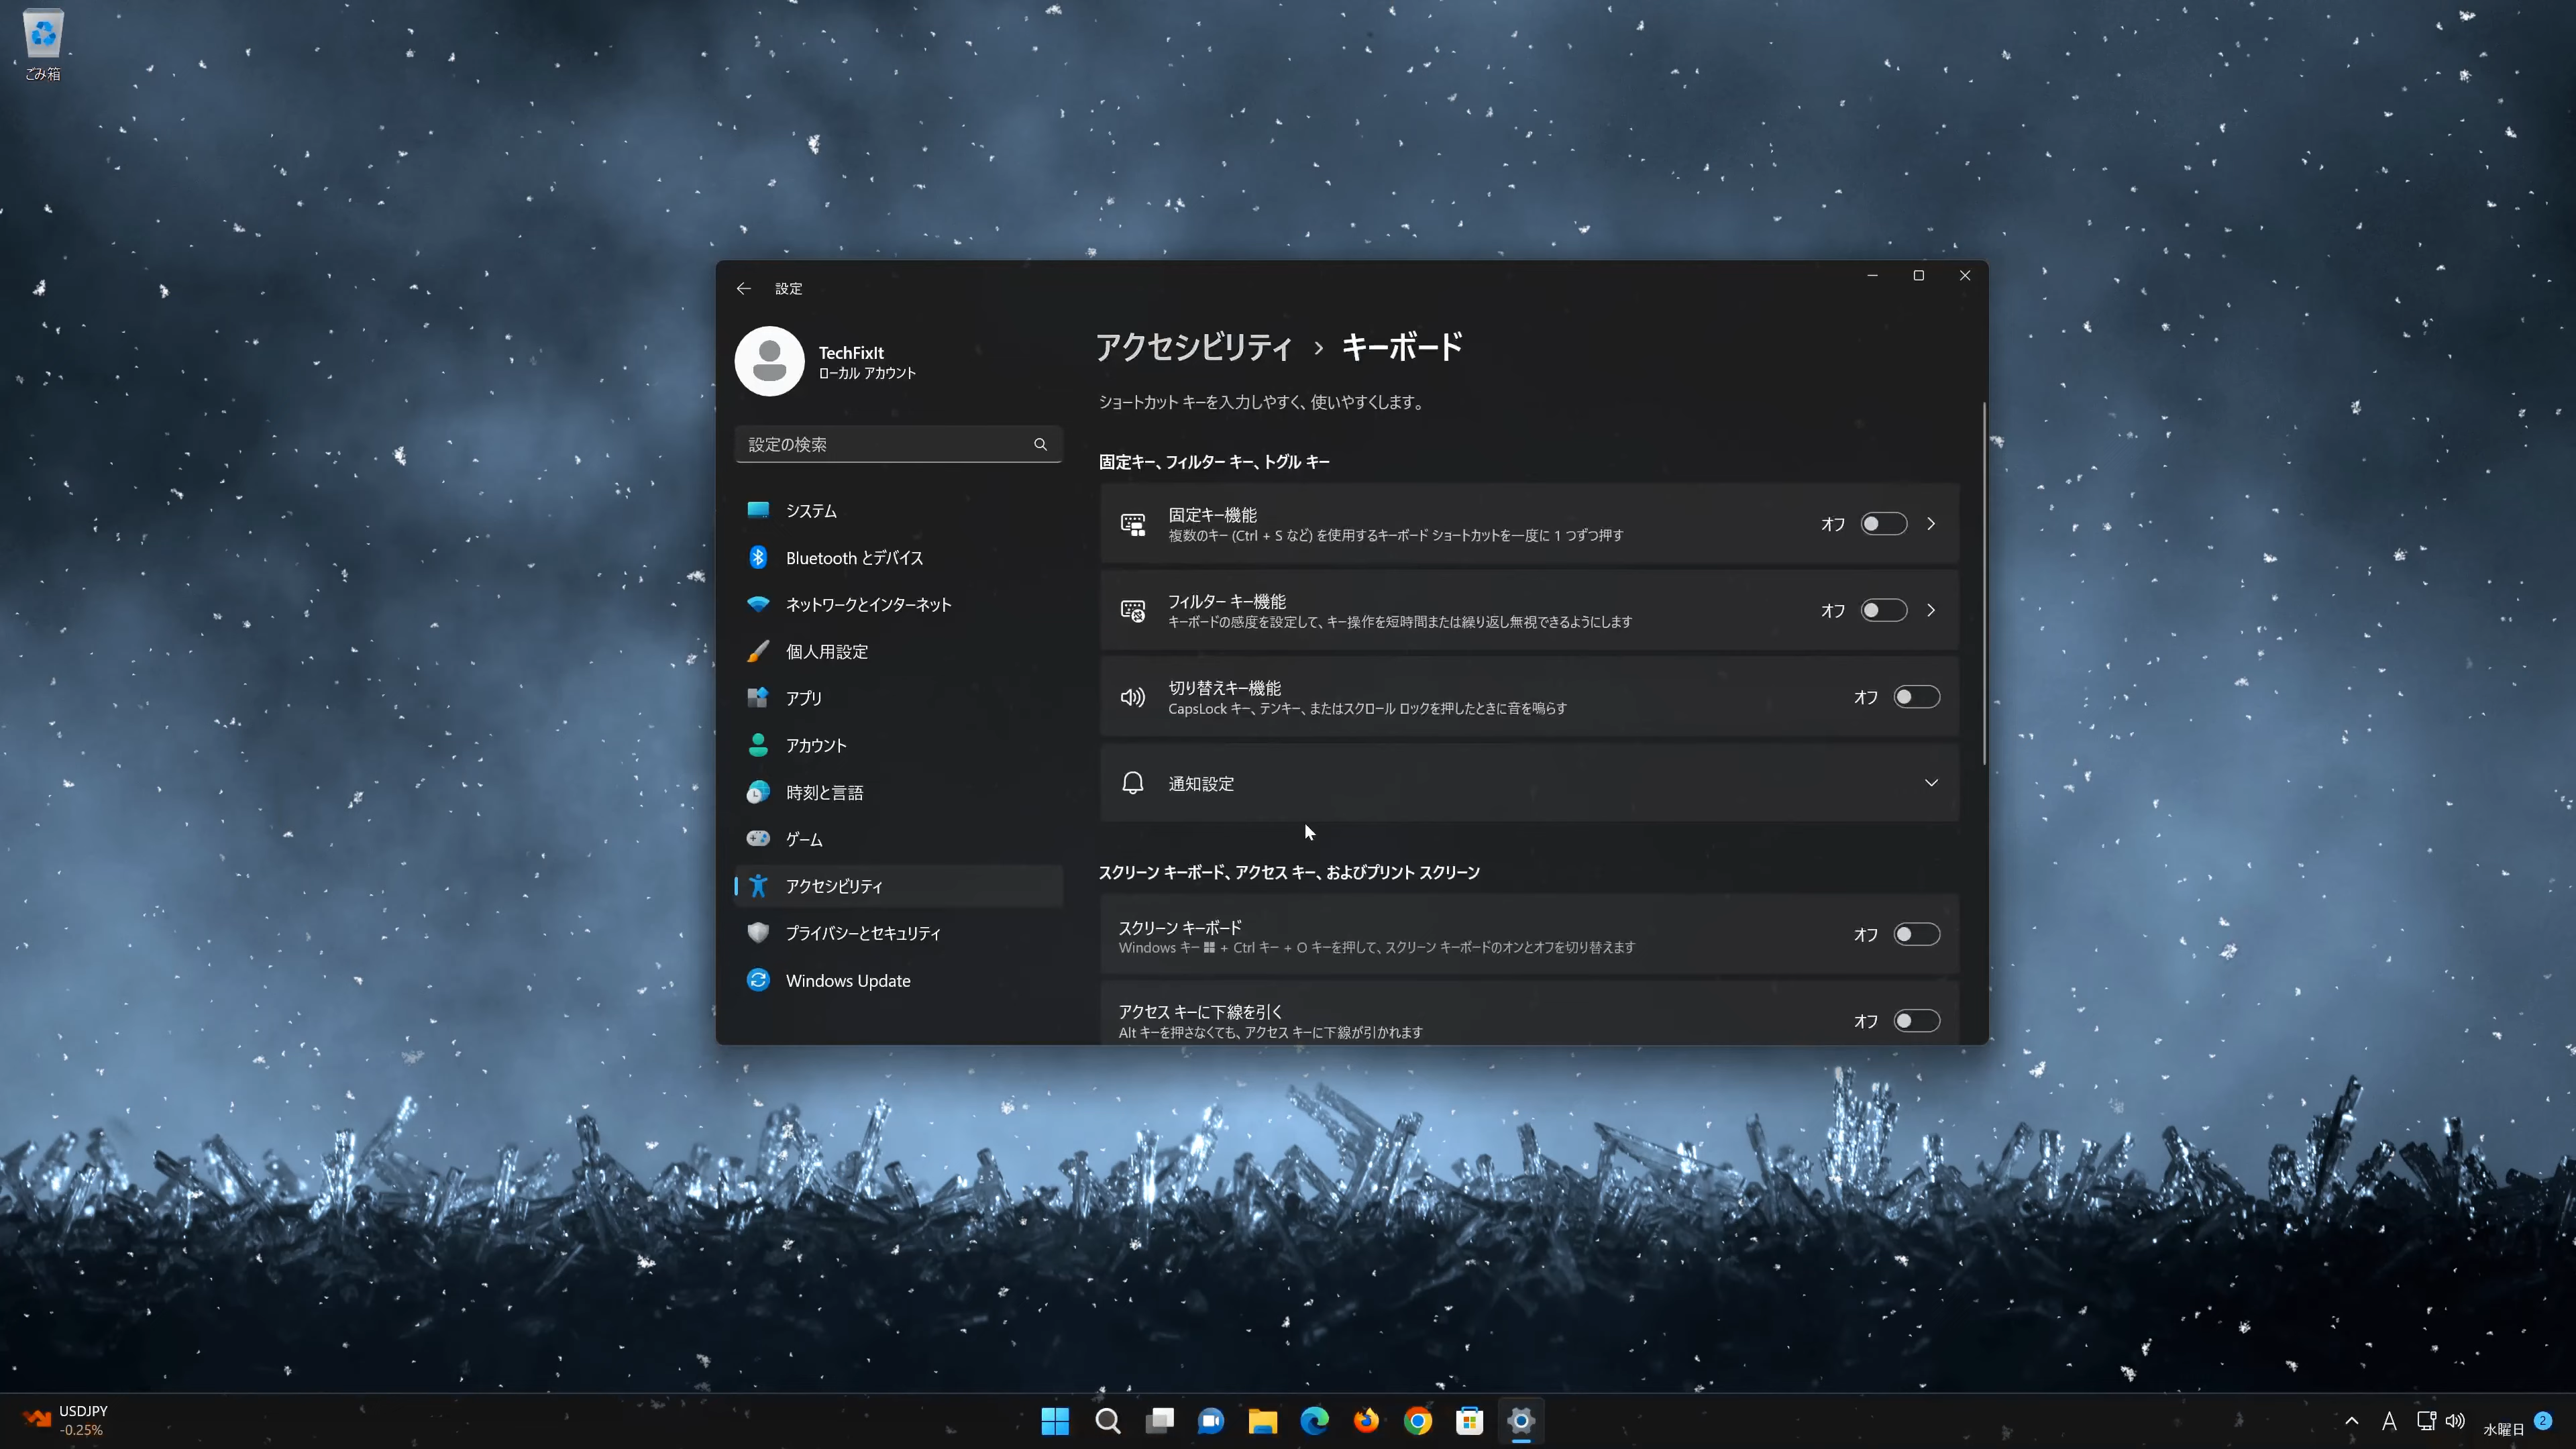 ごみ箱
設定
TechFixIt
ローカル アカウント
設定の検索
システム
Bluetooth とデバイス
ネットワークとインターネット
個人用設定
アプリ
アカウント
時刻と言語
ゲーム
アクセシビリティ
プライバシーとセキュリティ
Windows Update
アクセシビリティ › キーボード
ショートカット キーを入力しやすく、使いやすくします。
固定キー、フィルター キー、トグル キー
固定キー機能
複数のキー (Ctrl + S など) を使用するキーボード ショートカットを一度に 1 つずつ押す
オフ
フィルター キー機能
キーボードの感度を設定して、キー操作を短時間または繰り返し無視できるようにします
オフ
切り替えキー機能
CapsLock キー、テンキー、またはスクロール ロックを押したときに音を鳴らす
オフ
通知設定
スクリーン キーボード、アクセス キー、およびプリント スクリーン
スクリーン キーボード
Windows キー + Ctrl キー + O キーを押して、スクリーン キーボードのオンとオフを切り替えます
オフ
アクセス キーに下線を引く
Alt キーを押さなくても、アクセス キーに下線が引かれます
オフ
USDJPY
-0.25%
A
水曜日
2